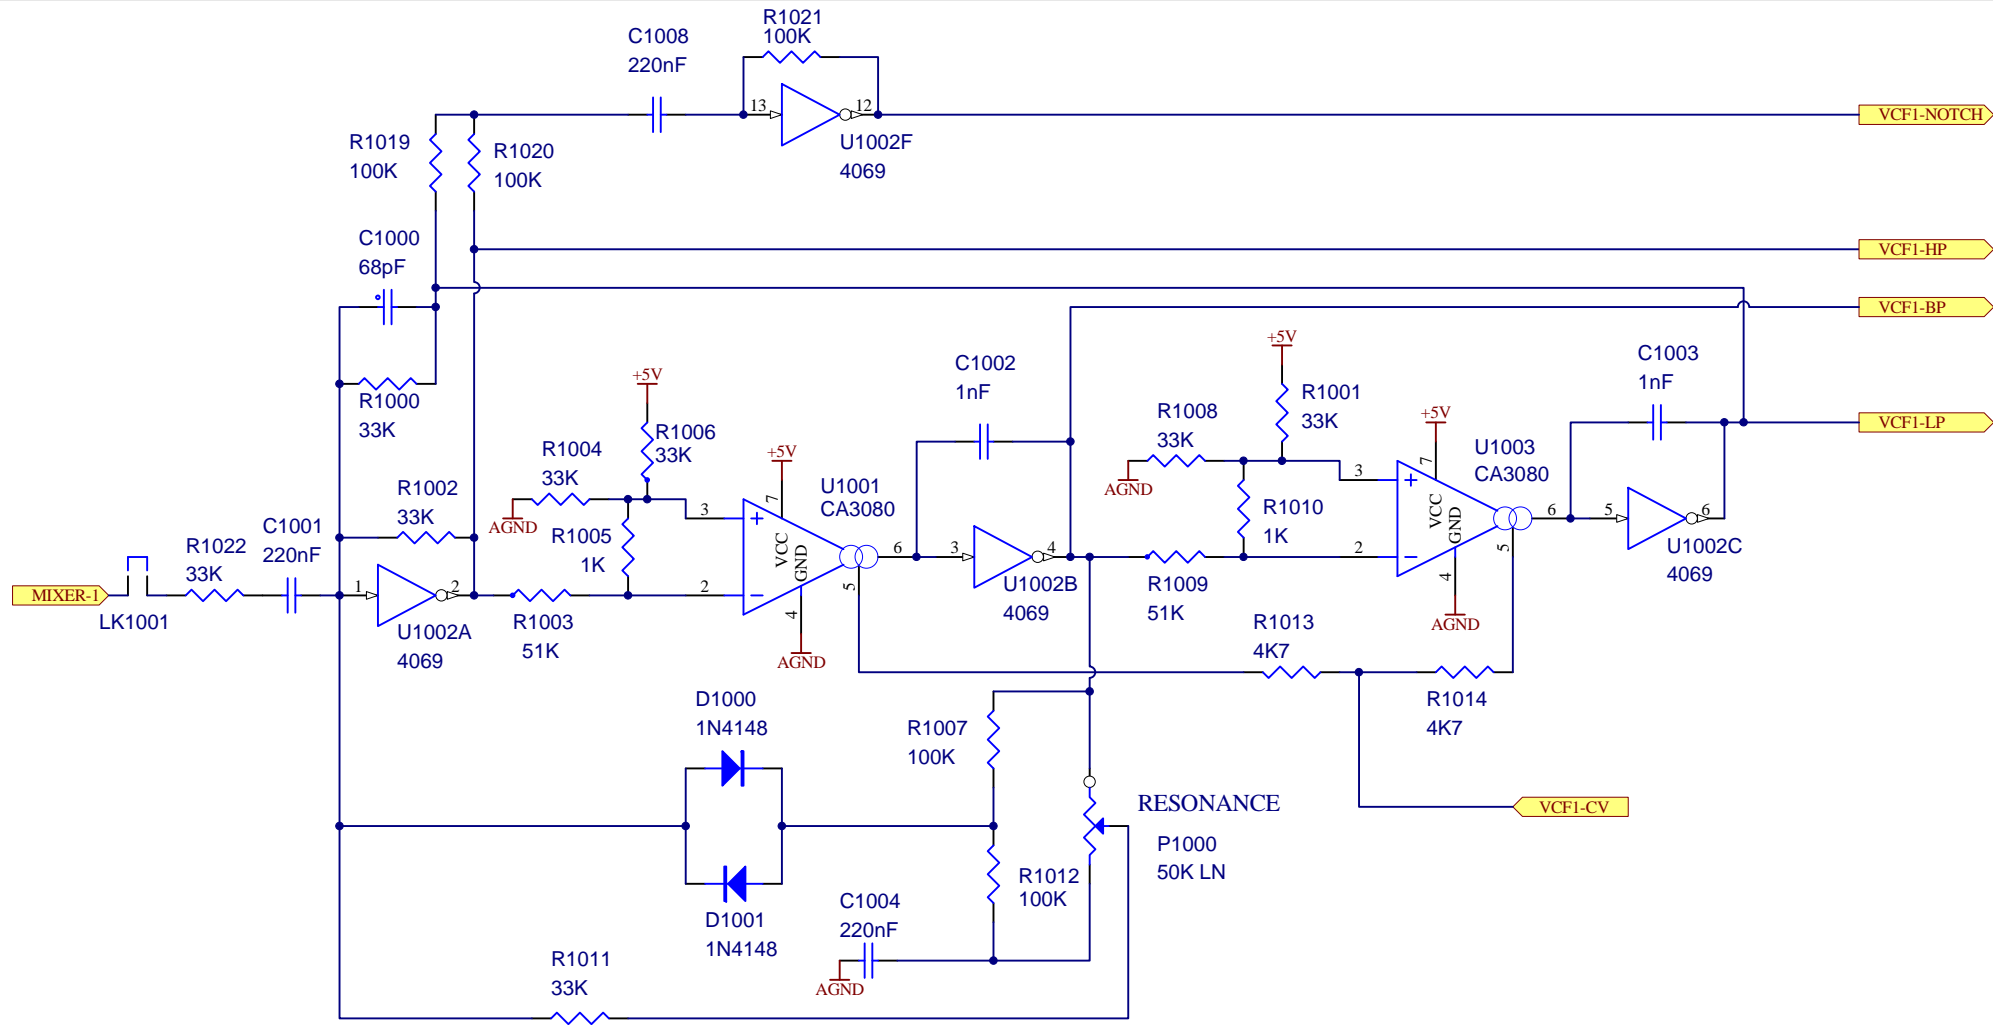 R1021
100K
C1008
220nF
13
12
VCF1-NOTCH
U1002F
4069
R1019
100K
R1020
100K
C1000
68pF
VCF1-HP
VCF1-BP
R1000
33K
+5V
R1006
33K
R1004
33K
AGND
R1005
1K
+5V
7
U1001
CA3080
3
2
VCC
GND
6
5
4
AGND
C1002
1nF
+5V
R1001
33K
R1008
33K
AGND
R1010
1K
+5V
7
U1003
CA3080
3
2
VCC
GND
6
5
4
AGND
C1003
1nF
VCF1-LP
5
6
U1002C
4069
R1002
33K
C1001
220nF
R1022
33K
MIXER-1
LK1001
1
2
U1002A
4069
R1003
51K
3
4
U1002B
4069
R1009
51K
R1013
4K7
R1014
4K7
D1000
1N4148
R1007
100K
RESONANCE
P1000
50K LN
VCF1-CV
D1001
1N4148
R1012
100K
C1004
220nF
AGND
R1011
33K